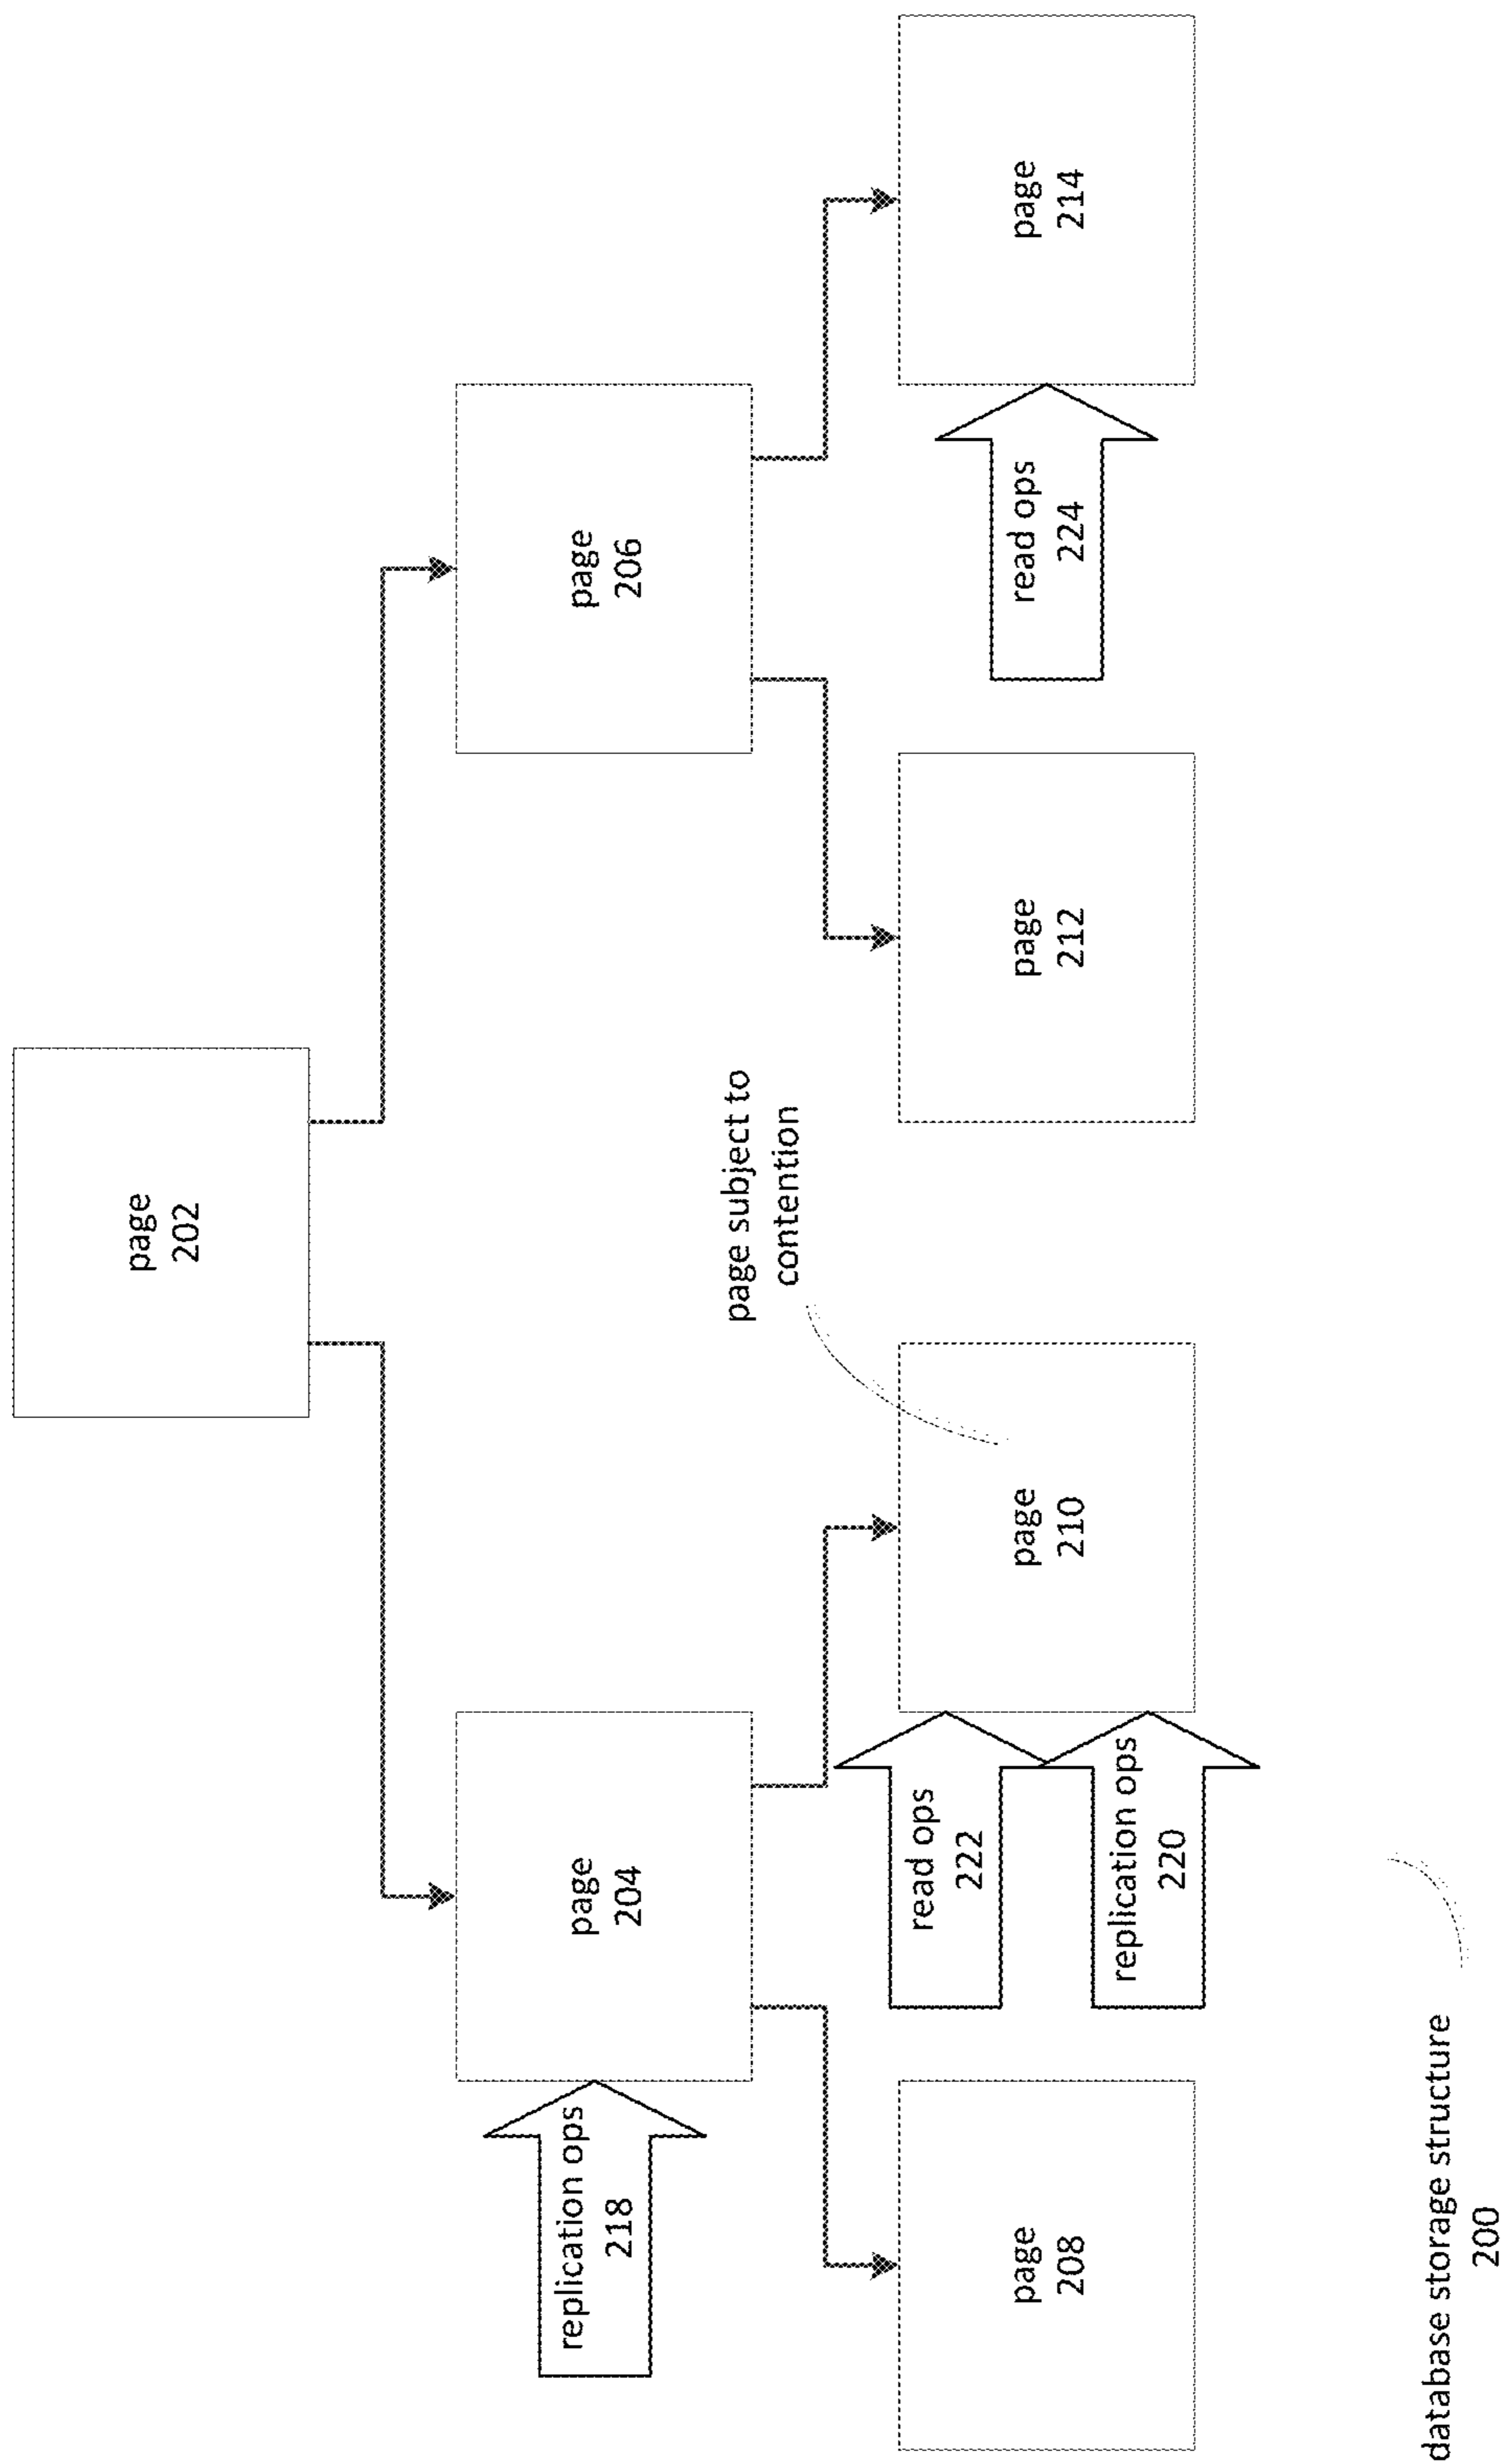 page
202
page
204
page
206
replication ops
218
page subject to
contention
page
208
read ops
222
replication ops
220
page
210
page
212
read ops
224
page
214
database storage structure
200